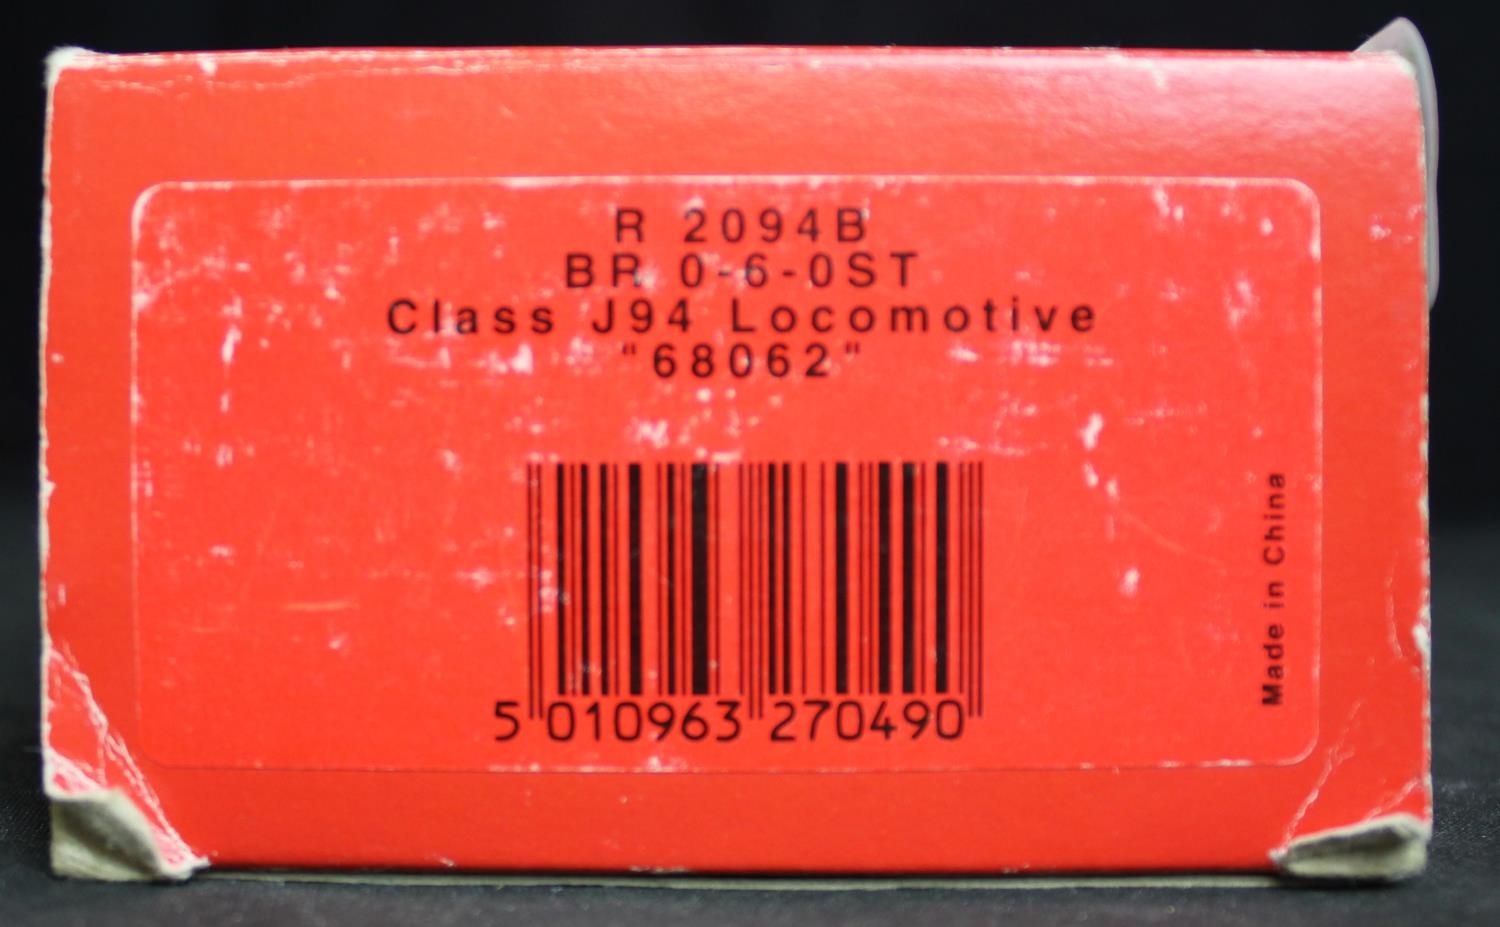 R 2094B
BR 0-6-0ST
Class J94 Locomotive
"68062"
5 010963 270490
Made in China